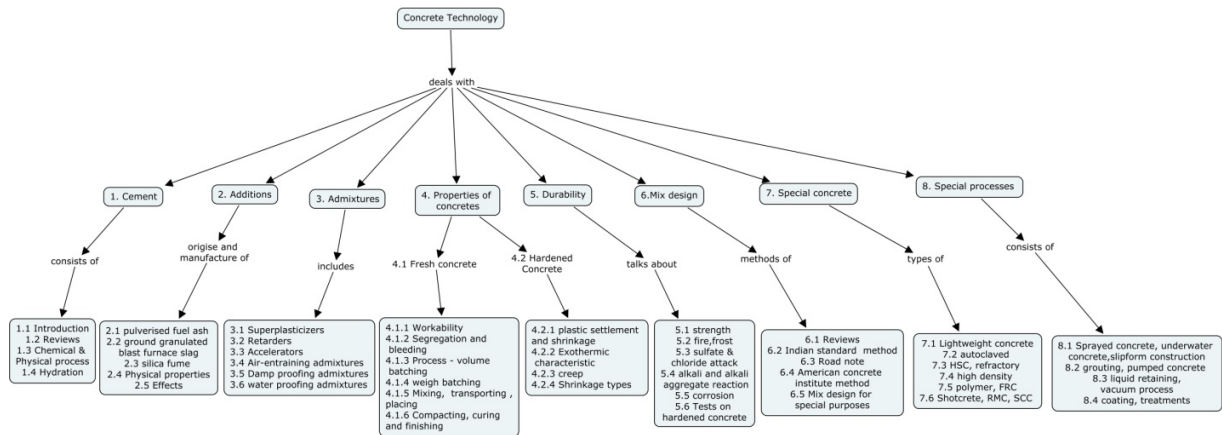 Concrete Technology
deals with
1. Cement
2. Additions
3. Admixtures
4. Properties of
concretes
5. Durability
6.Mix design
7. Special concrete
8. Special processes
consists of
origise and
manufacture of
includes
4.1 Fresh concrete
4.2 Hardened
Concrete
talks about
methods of
types of
consists of
1.1 Introduction
1.2 Reviews
1.3 Chemical &
Physical process
1.4 Hydration
2.1 pulverised fuel ash
2.2 ground granulated
blast furnace slag
2.3 silica fume
2.4 Physical properties
2.5 Effects
3.1 Superplasticizers
3.2 Retarders
3.3 Accelerators
3.4 Air-entraining admixtures
3.5 Damp proofing admixtures
3.6 water proofing admixtures
4.1.1 Workability
4.1.2 Segregation and
bleeding
4.1.3 Process - volume
batching
4.1.4 weigh batching
4.1.5 Mixing, transporting ,
placing
4.1.6 Compacting, curing
and finishing
4.2.1 plastic settlement
and shrinkage
4.2.2 Exothermic
characteristic
4.2.3 creep
4.2.4 Shrinkage types
5.1 strength
5.2 fire,frost
5.3 sulfate &
chloride attack
5.4 alkali and alkali
aggregate reaction
5.5 corrosion
5.6 Tests on
hardened concrete
6.1 Reviews
6.2 Indian standard method
6.3 Road note
6.4 American concrete
institute method
6.5 Mix design for
special purposes
7.1 Lightweight concrete
7.2 autoclaved
7.3 HSC, refractory
7.4 high density
7.5 polymer, FRC
7.6 Shotcrete, RMC, SCC
8.1 Sprayed concrete, underwater
concrete,slipform construction
8.2 grouting, pumped concrete
8.3 liquid retaining,
vacuum process
8.4 coating, treatments